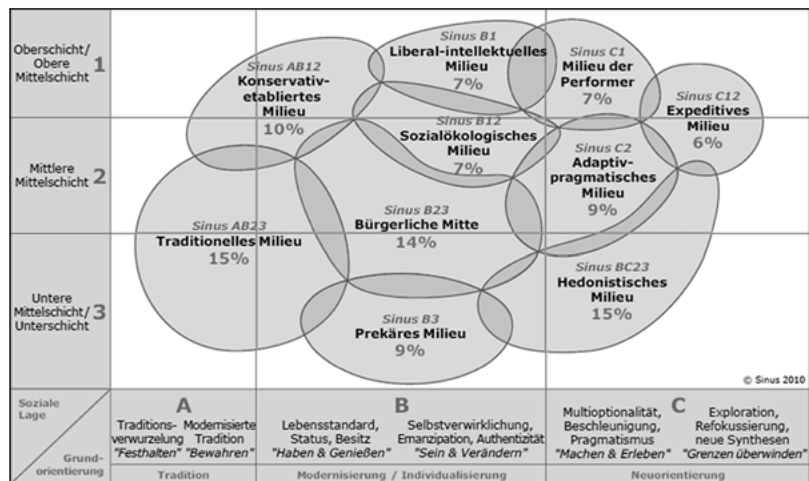 Oberschicht/
Obere
Mittelschicht
1
Mittlere
Mittelschicht
2
Untere
Mittelschicht/
Unterschicht
3
Sinus AB12
Konservativ-
etabliertes
Milieu
10%
Sinus B1
Liberal-intellektuelles
Milieu
7%
Sinus C1
Milieu der
Performer
7%
Sinus C12
Expeditives
Milieu
6%
Sinus B12
Sozialökologisches
Milieu
7%
Sinus C2
Adaptiv-
pragmatisches
Milieu
9%
Sinus AB23
Traditionelles Milieu
15%
Sinus B23
Bürgerliche Mitte
14%
Sinus BC23
Hedonistisches
Milieu
15%
Sinus B3
Prekäres Milieu
9%
© Sinus 2010
Soziale
Lage
Grund-
orientierung
A
Traditions-
verwurzelung
"Festhalten"
Modernisierte
Tradition
"Bewahren"
Tradition
B
Lebensstandard,
Status, Besitz
"Haben & Genießen"
Selbstverwirklichung,
Emanzipation, Authentizität
"Sein & Verändern"
Modernisierung / Individualisierung
C
Multioptionalität,
Beschleunigung,
Pragmatismus
"Machen & Erleben"
Exploration,
Refokussierung,
neue Synthesen
"Grenzen überwinden"
Neuorientierung